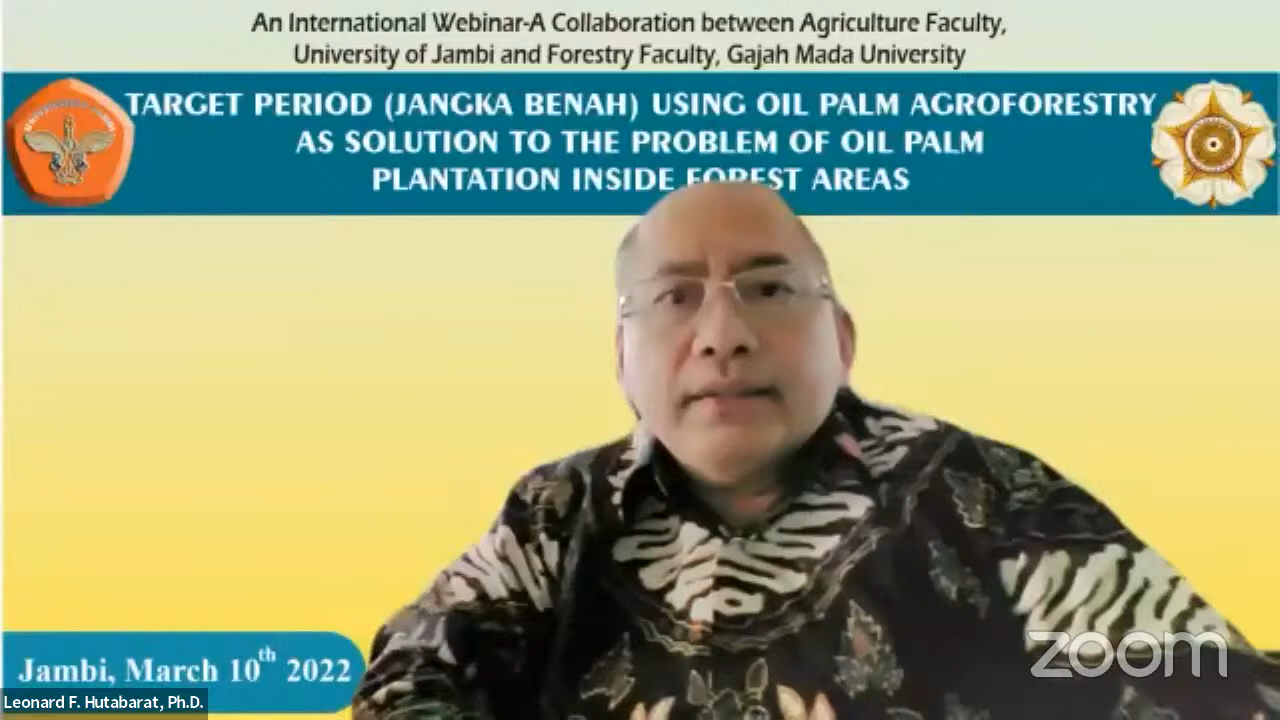 An International Webinar-A Collaboration between Agriculture Faculty,
University of Jambi and Forestry Faculty, Gajah Mada University
TARGET PERIOD (JANGKA BENAH) USING OIL PALM AGROFORESTRY
AS SOLUTION TO THE PROBLEM OF OIL PALM
PLANTATION INSIDE FOREST AREAS
Jambi, March 10th 2022
Leonard F. Hutabarat, Ph.D.
zoom